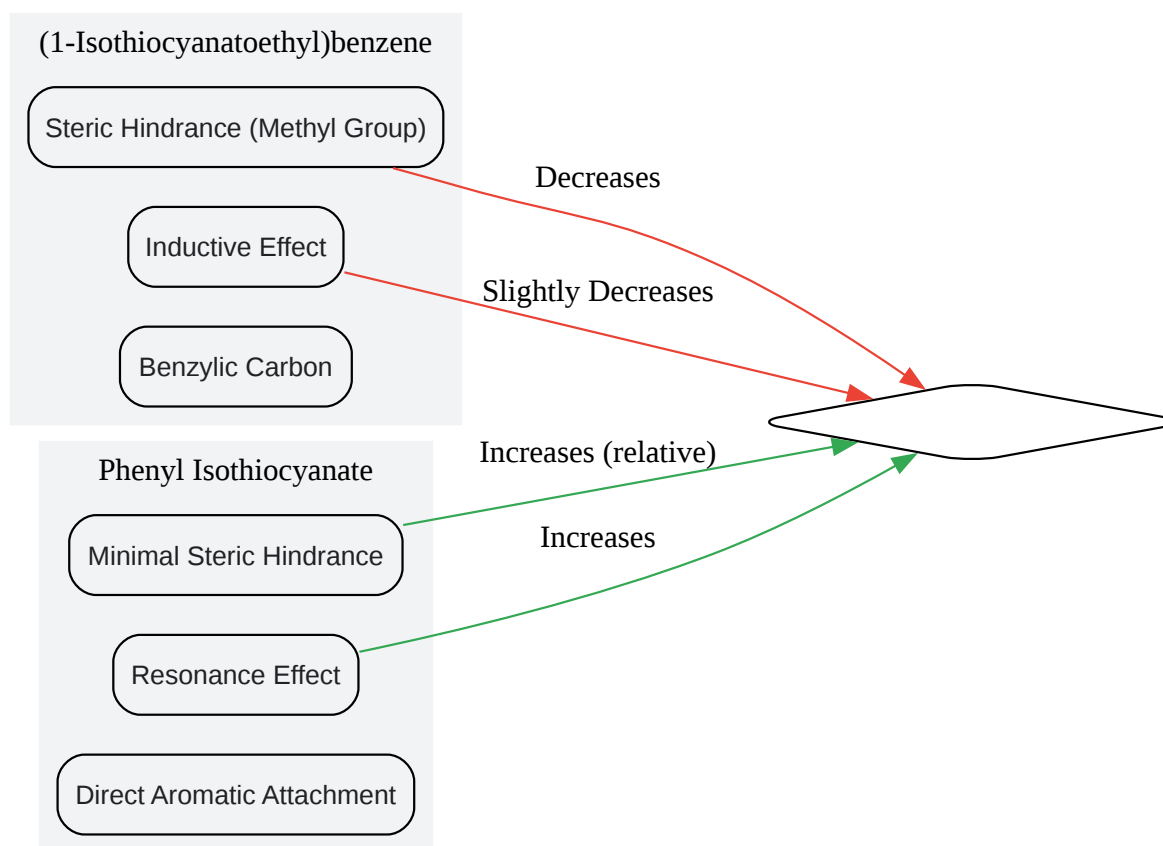 (1-Isothiocyanatoethyl)benzene
Steric Hindrance (Methyl Group)
Decreases
Inductive Effect
Slightly Decreases
Benzylic Carbon
Phenyl Isothiocyanate
Increases (relative)
Minimal Steric Hindrance
Increases
Resonance Effect
Direct Aromatic Attachment